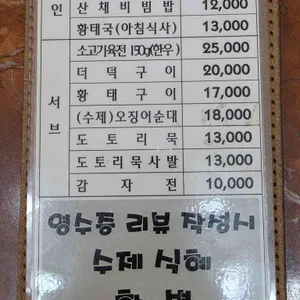 인
산채비빔밥 12,000
황태국(아침식사) 13,000
소고기육전 150g(한우) 25,000
더덕구이 20,000
서브
황태구이 17,000
(수제)오징어순대 18,000
도토리묵 13,000
도토리묵사발 13,000
감자전 10,000
영수증 리뷰 작성시
수제 식혜
한 병